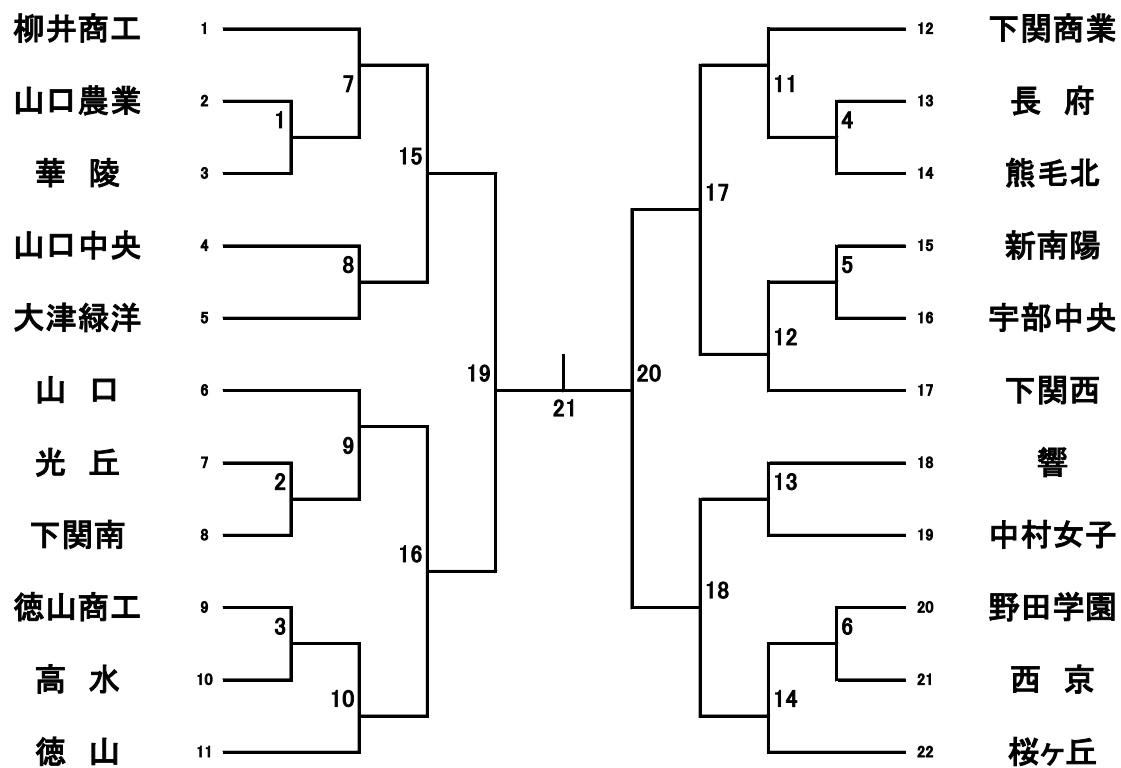 柳井商工 1
山口農業 2
華 陵 3
山口中央 4
大津緑洋 5
山 口 6
光 丘 7
下関南 8
徳山商工 9
高 水 10
徳 山 11
1
2
3
7
8
9
10
15
16
19
21
20
17
18
11
12
13
14
4
5
6
12 下関商業
13 長 府
14 熊毛北
15 新南陽
16 宇部中央
17 下関西
18 響
19 中村女子
20 野田学園
21 西 京
22 桜ヶ丘